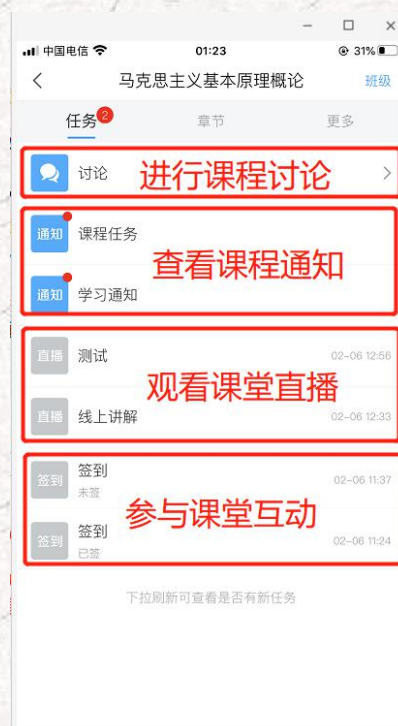 中国电信 01:23 31%
马克思主义基本原理概论 班级
任务 2 章节 更多
讨论 进行课程讨论
通知 课程任务
查看课程通知
通知 学习通知
直播 测试 02-06 12:56
观看课堂直播
直播 线上讲解 02-06 12:33
签到 签到 02-06 11:37
未签
参与课堂互动
签到 签到 02-06 11:24
已签
下拉刷新可查看是否有新任务